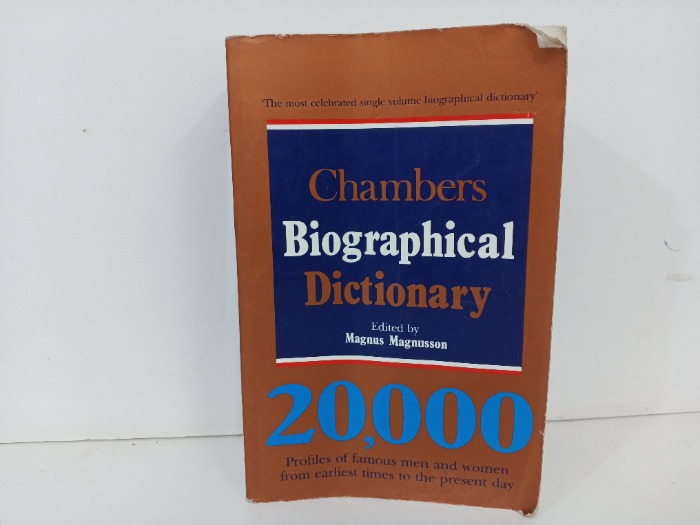 'The most celebrated single volume biographical dictionary'
Chambers
Biographical
Dictionary
Edited by
Magnus Magnusson
20,000
Profiles of famous men and women
from earliest times to the present day